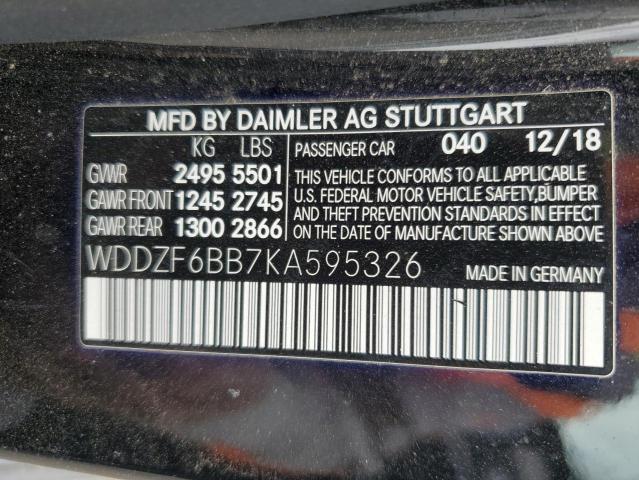 MFD BY DAIMLER AG STUTTGART
KG LBS
GVWR 2495 5501
GAWR FRONT 1245 2745
GAWR REAR 1300 2866
PASSENGER CAR 040 12/18
THIS VEHICLE CONFORMS TO ALL APPLICABLE
U.S. FEDERAL MOTOR VEHICLE SAFETY,BUMPER
AND THEFT PREVENTION STANDARDS IN EFFECT
ON THE DATE OF MANUFACTURE SHOWN ABOVE.
WDDZF6BB7KA595326 MADE IN GERMANY